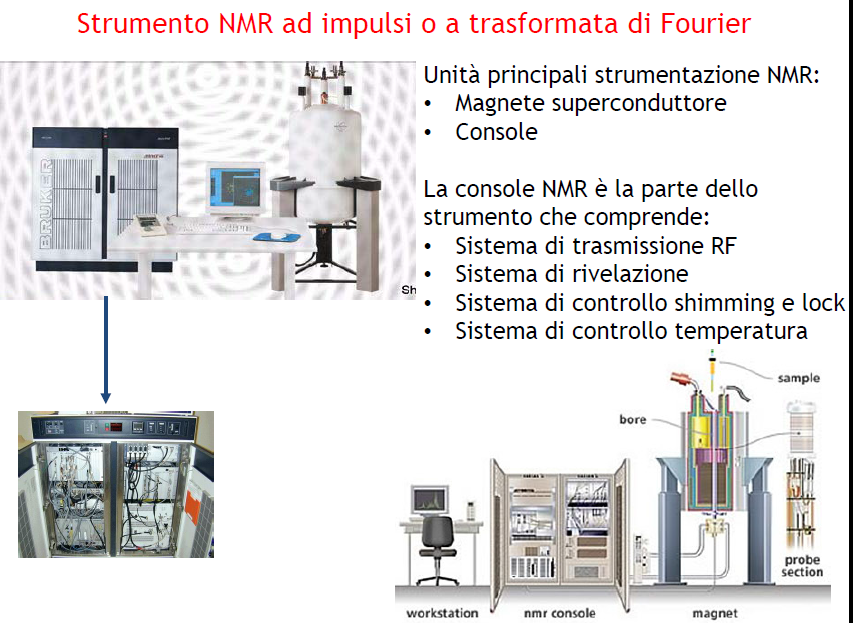 Strumento NMR ad impulsi o a trasformata di Fourier
Unità principali strumentazione NMR:
• Magnete superconduttore
• Console
La console NMR è la parte dello
strumento che comprende:
• Sistema di trasmissione RF
• Sistema di rivelazione
• Sistema di controllo shimming e lock
• Sistema di controllo temperatura
BRUKER
Sh
sample
bore
probe
section
workstation
nmr console
magnet